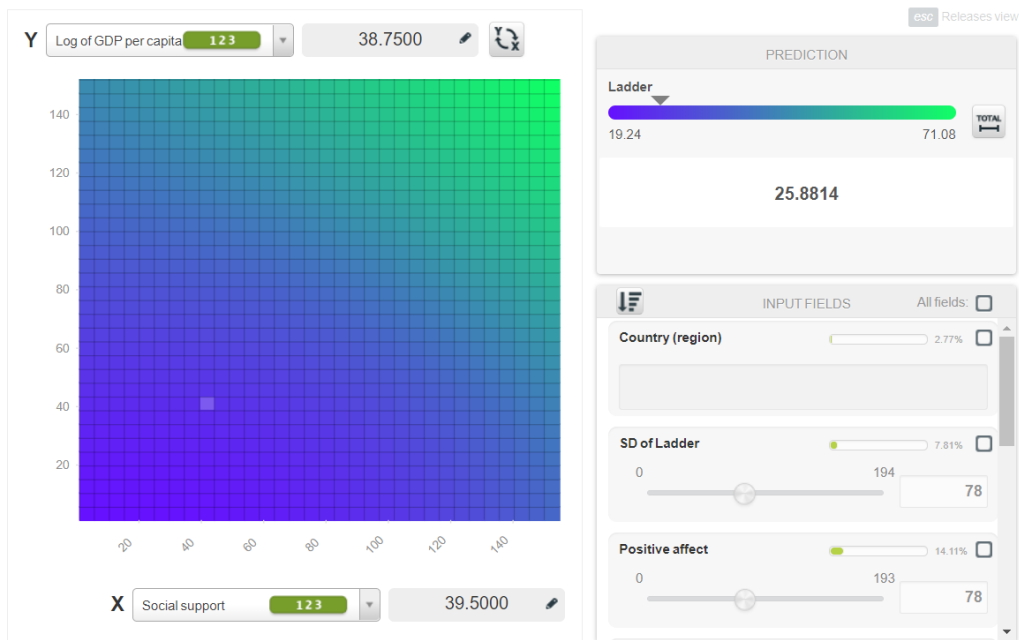 esc Releases view
Y Log of GDP per capita 123 38.7500 Y X
PREDICTION
Ladder
19.24 71.08
TOTAL
25.8814
140
120
100
80
60
40
20
20 40 60 80 100 120 140
X Social support 123 39.5000
INPUT FIELDS All fields:
Country (region) 2.77%
SD of Ladder 7.81%
0 194
78
Positive affect 14.11%
0 193
78